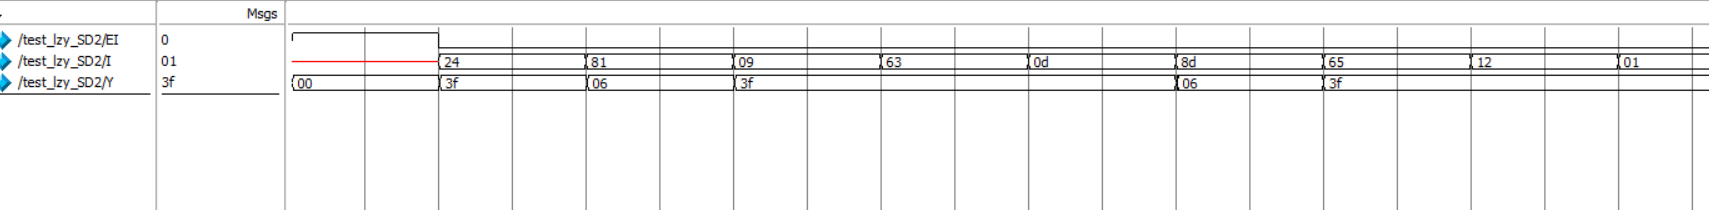 Msgs
/test_lzy_SD2/EI 0
/test_lzy_SD2/I 01 24 81 09 63 0d 8d 65 12 01
/test_lzy_SD2/Y 3f 00 3f 06 3f 06 3f